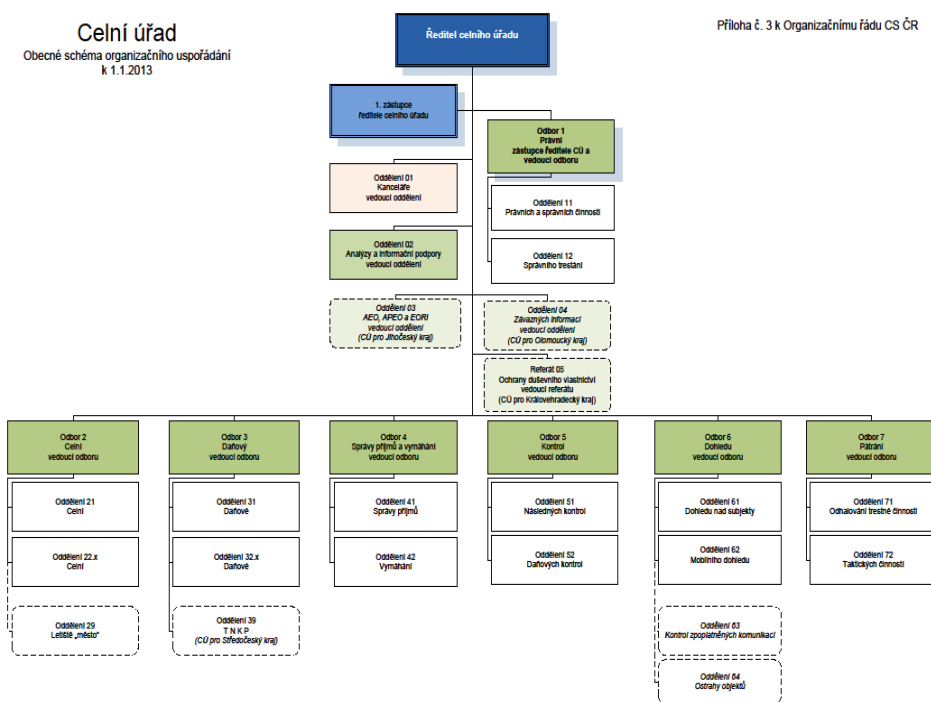 Celní úřad
Obecné schéma organizačního uspořádání
k 1.1.2013
Příloha č. 3 k Organizačnímu řádu CS ČR
Ředitel celního úřadu
1. zástupce
ředitele celního úřadu
Odbor 1
Právní
zástupce ředitele CÚ a
vedoucí odboru
Oddělení 01
Kanceláře
vedoucí oddělení
Oddělení 11
Právních a správních činností
Oddělení 02
Analýzy a informační podpory
vedoucí oddělení
Oddělení 12
Správního trestání
Oddělení 03
AEO, APEO a EORI
vedoucí oddělení
(CÚ pro Jihočeský kraj)
Oddělení 04
Závazných informací
vedoucí oddělení
(CÚ pro Olomoucký kraj)
Referát 05
Ochrany duševního vlastnictví
vedoucí referátu
(CÚ pro Královehradecký kraj)
Odbor 2
Celní
vedoucí odboru
Odbor 3
Daňový
vedoucí odboru
Odbor 4
Správy příjmů a vymáhání
vedoucí odboru
Odbor 5
Kontrol
vedoucí odboru
Odbor 6
Dohledu
vedoucí odboru
Odbor 7
Pátrání
vedoucí odboru
Oddělení 21
Celní
Oddělení 31
Daňové
Oddělení 41
Správy příjmů
Oddělení 51
Následných kontrol
Oddělení 61
Dohledu nad subjekty
Oddělení 71
Odhalování trestné činnosti
Oddělení 22.x
Celní
Oddělení 32.x
Daňové
Oddělení 42
Vymáhání
Oddělení 52
Daňových kontrol
Oddělení 62
Mobilního dohledu
Oddělení 72
Taktických činností
Oddělení 29
Letiště „město“
Oddělení 39
T N K P
(CÚ pro Středočeský kraj)
Oddělení 63
Kontrol zpoplatněných komunikací
Oddělení 64
Ostrahy objektů